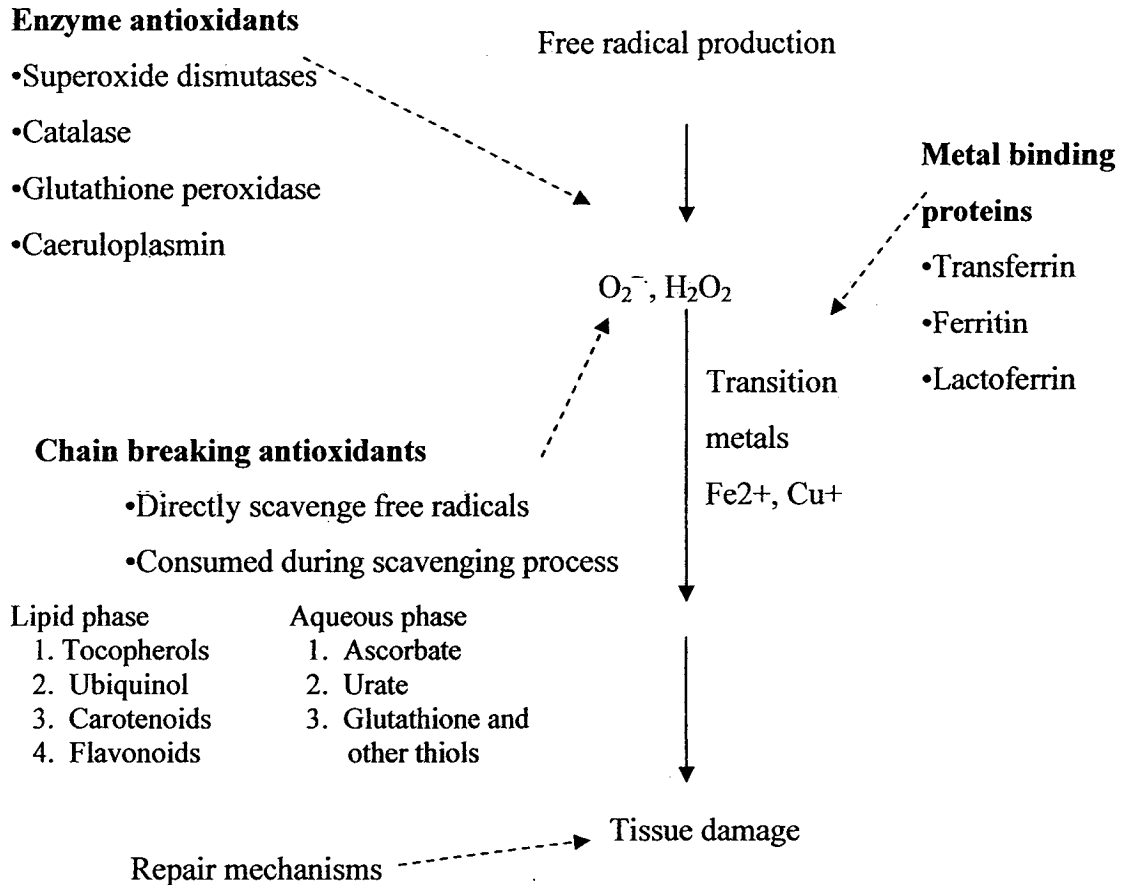 Enzyme antioxidants
•Superoxide dismutases
•Catalase
•Glutathione peroxidase
•Caeruloplasmin
Free radical production
Metal binding
proteins
•Transferrin
•Ferritin
•Lactoferrin
O₂⁻·, H₂O₂
Transition
metals
Fe2+, Cu+
Chain breaking antioxidants
•Directly scavenge free radicals
•Consumed during scavenging process
Lipid phase
1. Tocopherols
2. Ubiquinol
3. Carotenoids
4. Flavonoids
Aqueous phase
1. Ascorbate
2. Urate
3. Glutathione and
other thiols
Tissue damage
Repair mechanisms